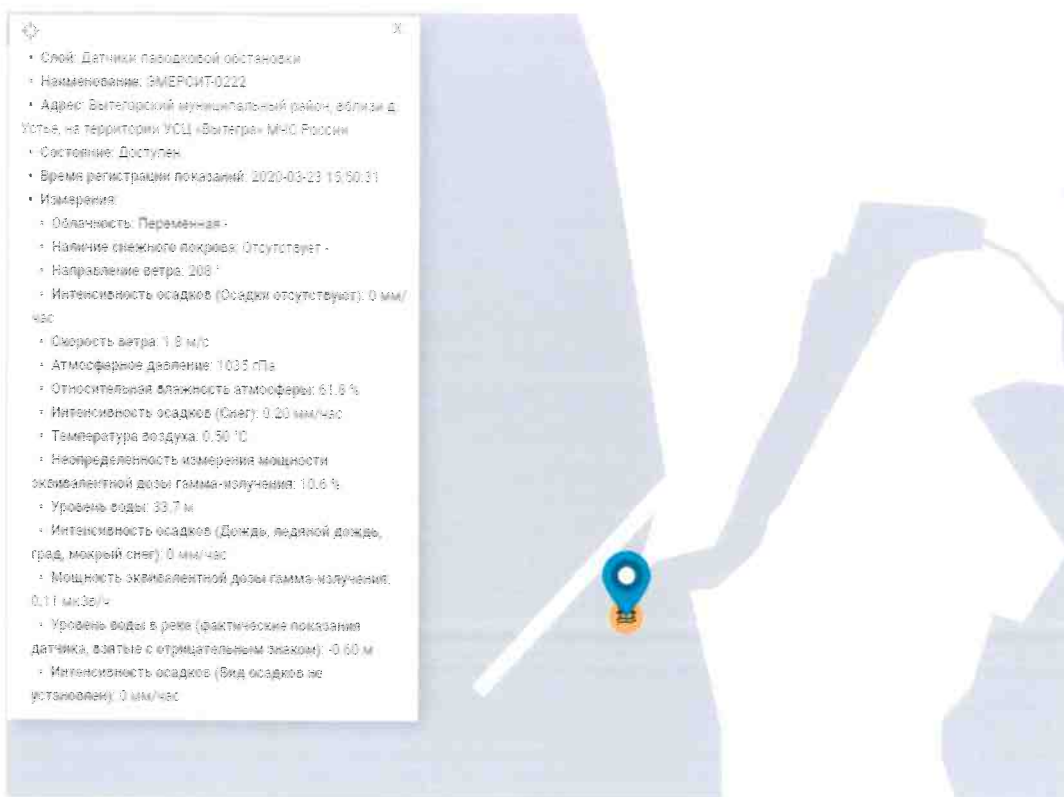 X
• Слой: Датчики паводковой обстановки
• Наименование: ЭМЕРСИТ-0222
• Адрес: Вытегорский муниципальный район, вблизи д.
Устье, на территории УСЦ «Вытегра» МЧС России
• Состояние: Доступен
• Время регистрации показаний: 2020-03-23 15:50:31
• Измерения:
◦ Облачность: Переменная -
◦ Наличие снежного покрова: Отсутствует -
◦ Направление ветра: 208 °
◦ Интенсивность осадков (Осадки отсутствуют): 0 мм/
час
◦ Скорость ветра: 1.8 м/с
◦ Атмосферное давление: 1035 гПа
◦ Относительная влажность атмосферы: 61.8 %
◦ Интенсивность осадков (Снег): 0.20 мм/час
◦ Температура воздуха: 0.50 °C
◦ Неопределенность измерения мощности
эквивалентной дозы гамма-излучения: 10.6 %
◦ Уровень воды: 33.7 м
◦ Интенсивность осадков (Дождь, ледяной дождь,
град, мокрый снег): 0 мм/час
◦ Мощность эквивалентной дозы гамма-излучения:
0.11 мкЗв/ч
◦ Уровень воды в реке (фактические показания
датчика, взятые с отрицательным знаком): -0.60 м
◦ Интенсивность осадков (Вид осадков не
установлен): 0 мм/час